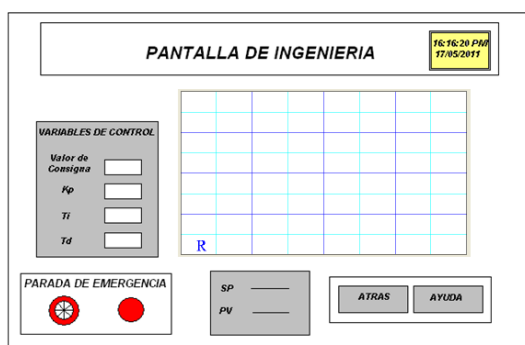 PANTALLA DE INGENIERIA
16:16:20 PM
17/05/2011
VARIABLES DE CONTROL
Valor de
Consigna
Kp
Ti
Td
R
PARADA DE EMERGENCIA
SP
PV
ATRAS
AYUDA